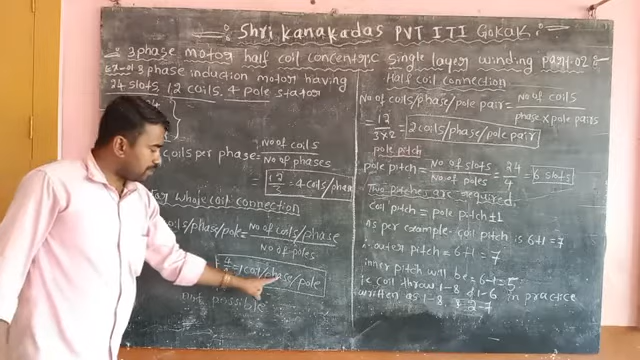 Shri Kanakadas PVT ITI Gokak
3 phase motor half coil concentric single layer winding Part-02
3 phase induction motor having
24 slots, 12 coils, 4 pole stator
coils per phase = No of coils / No of phases
= 12/3 = 4 coils/phase
For whole coil connection
coils/phase/pole = No of coils/phase / No of poles
= 1 coil/phase/pole
not possible
Half coil connection
No of coils/phase/pole pair = No of coils / phase x pole pairs
= 12 / 3x2 = 2 coils/phase/pole pair
pole pitch
pole pitch = No of slots / No of poles = 24/4 = 6 slots
Two pitches are required,
Coil pitch = pole pitch ±1
As per example coil pitch is 6+1 = 7
outer pitch = 6+1 = 7
inner pitch will be = 6-1 = 5
ie coil throw 1-8 & 1-6 in practice
written as 1-8 & 2-7